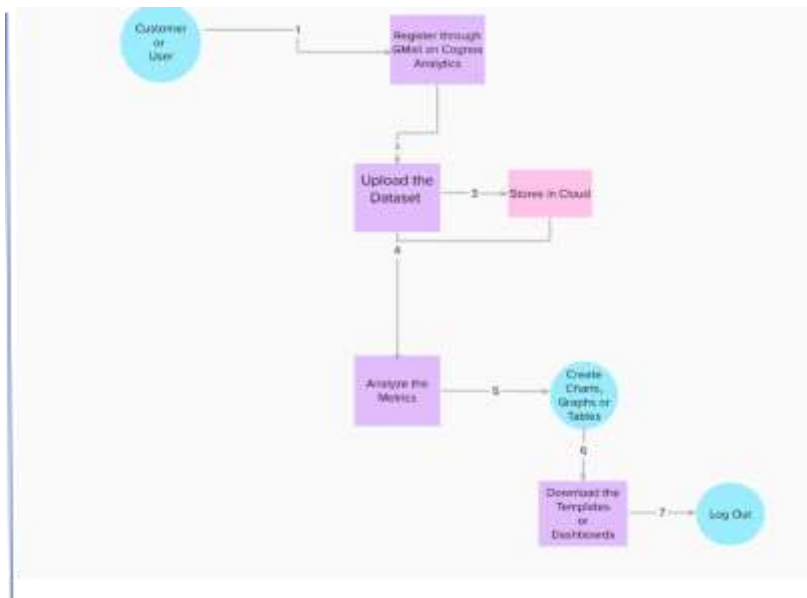 Customer
or
User
1
Register through
GMail on Cognos
Analytics
Upload the
Dataset
3
Stores in Cloud
4
Analyze the
Metrics
5
Create
Charts,
Graphs or
Tables
6
Download the
Templates
or
Dashboards
7
Log Out